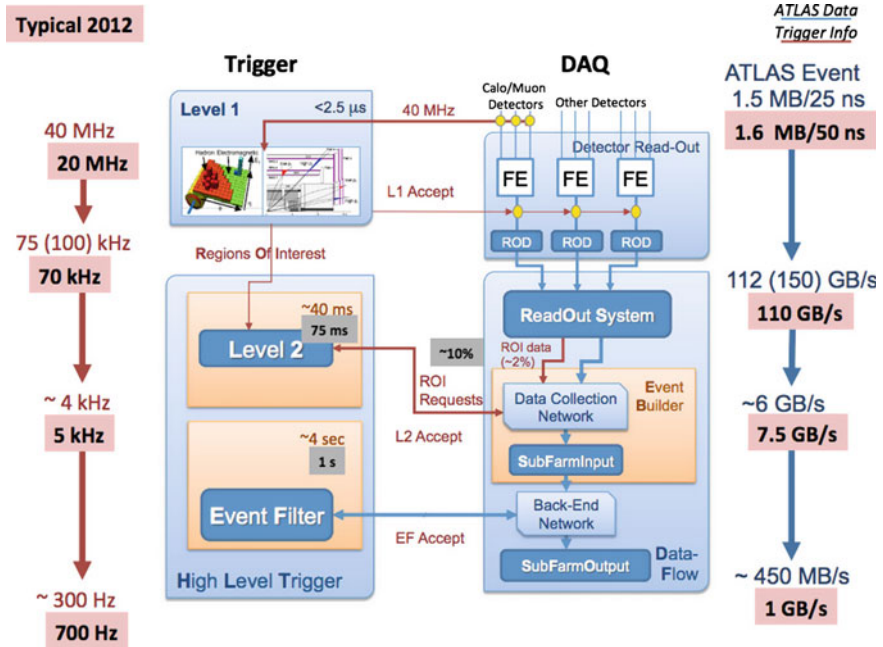 Typical 2012
ATLAS Data
Trigger Info
Trigger
DAQ
Level 1
<2.5 μs
40 MHz
Calo/Muon
Detectors
Other Detectors
ATLAS Event
1.5 MB/25 ns
1.6 MB/50 ns
40 MHz
20 MHz
Detector Read-Out
FE
FE
FE
L1 Accept
ROD
ROD
ROD
Regions Of Interest
75 (100) kHz
70 kHz
112 (150) GB/s
110 GB/s
~40 ms
75 ms
Level 2
ReadOut System
~10%
ROI data
(~2%)
ROI
Requests
Data Collection
Network
Event
Builder
~ 4 kHz
5 kHz
~6 GB/s
7.5 GB/s
L2 Accept
~4 sec
1 s
SubFarmInput
Event Filter
Back-End
Network
EF Accept
SubFarmOutput
Data-
Flow
High Level Trigger
~ 300 Hz
700 Hz
~ 450 MB/s
1 GB/s